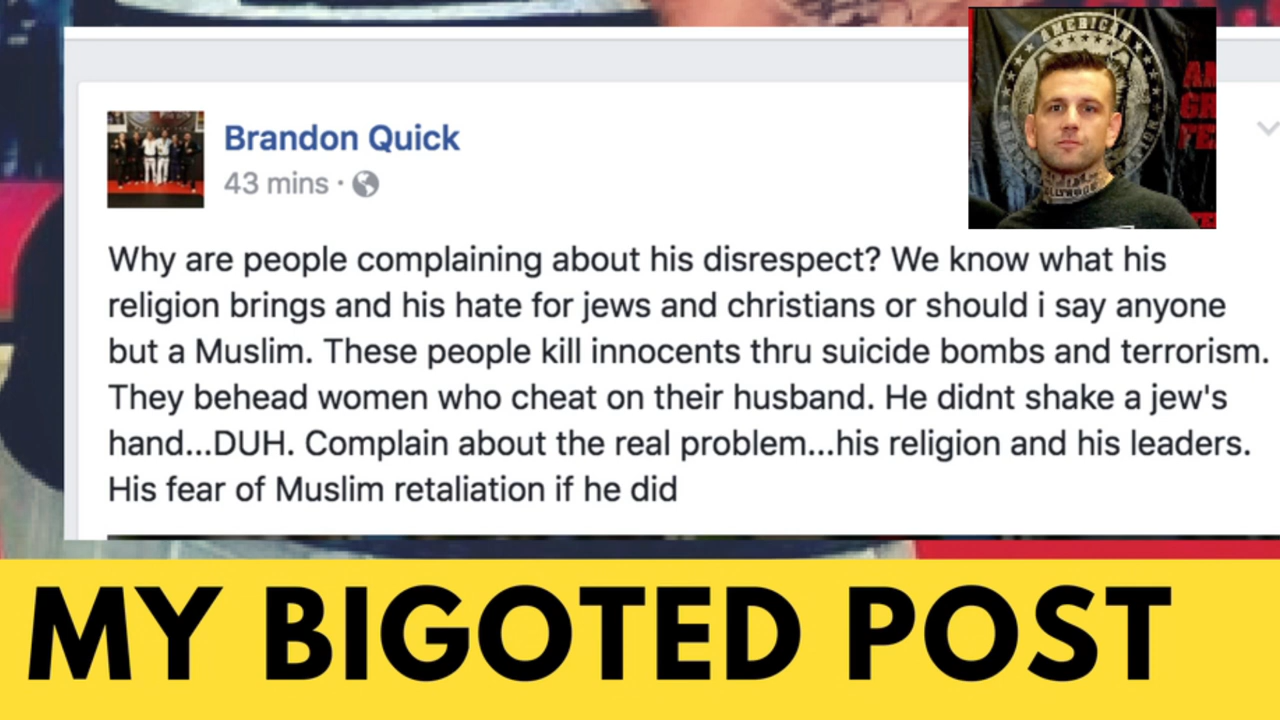 Brandon Quick
43 mins ·
Why are people complaining about his disrespect? We know what his
religion brings and his hate for jews and christians or should i say anyone
but a Muslim. These people kill innocents thru suicide bombs and terrorism.
They behead women who cheat on their husband. He didnt shake a jew's
hand...DUH. Complain about the real problem...his religion and his leaders.
His fear of Muslim retaliation if he did
AMERICAN
MY BIGOTED POST